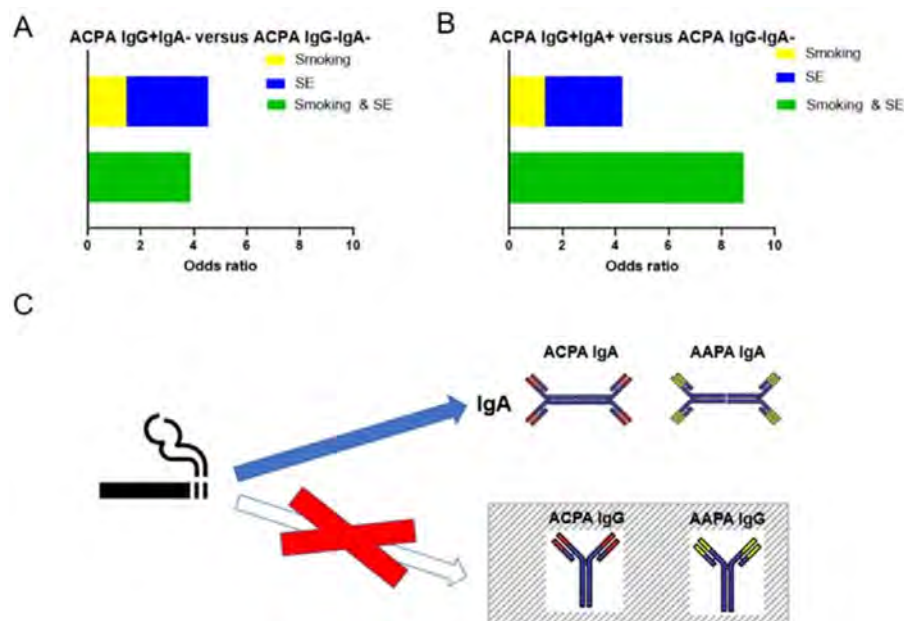 A
ACPA IgG+IgA- versus ACPA IgG-IgA-
Smoking
SE
Smoking & SE
0 2 4 6 8 10
Odds ratio
B
ACPA IgG+IgA+ versus ACPA IgG-IgA-
Smoking
SE
Smoking & SE
0 2 4 6 8 10
Odds ratio
C
ACPA IgA AAPA IgA
IgA
ACPA IgG AAPA IgG